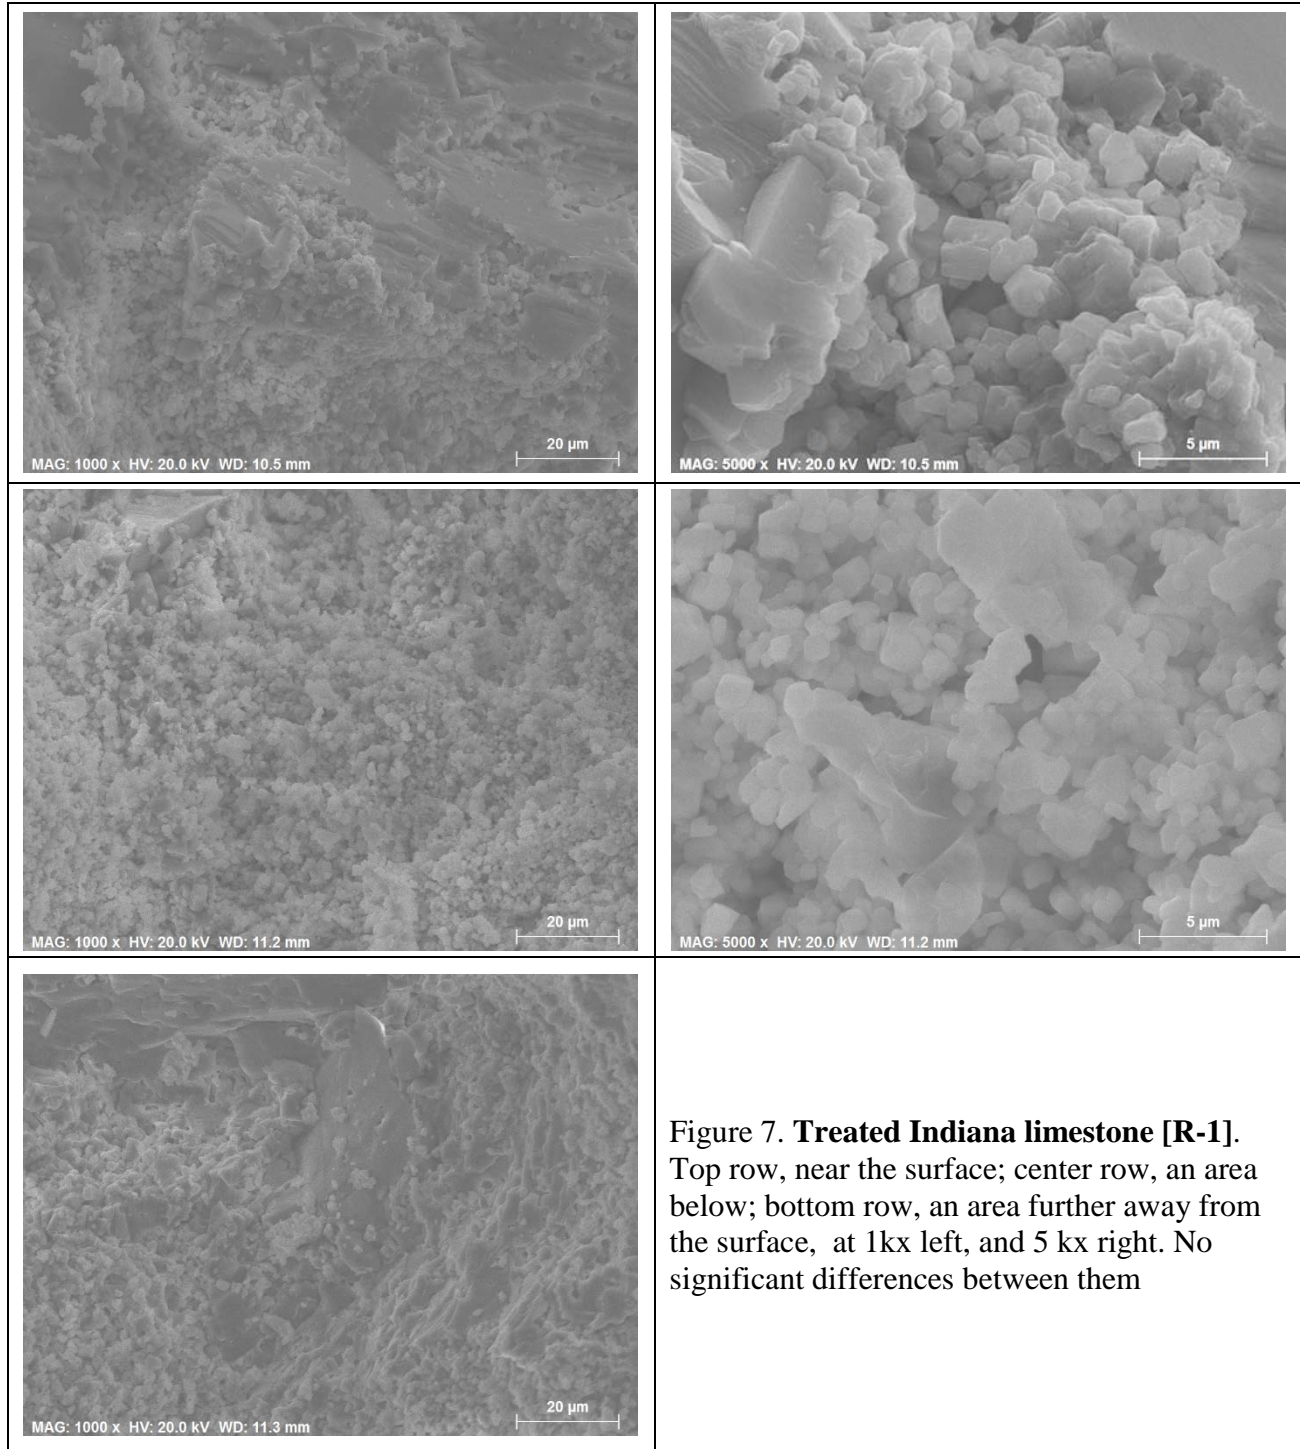 20 µm
MAG: 1000 x HV: 20.0 kV WD: 10.5 mm
5 µm
MAG: 5000 x HV: 20.0 kV WD: 10.5 mm
20 µm
MAG: 1000 x HV: 20.0 kV WD: 11.2 mm
5 µm
MAG: 5000 x HV: 20.0 kV WD: 11.2 mm
20 µm
MAG: 1000 x HV: 20.0 kV WD: 11.3 mm
Figure 7. Treated Indiana limestone [R-1].
Top row, near the surface; center row, an area
below; bottom row, an area further away from
the surface,  at 1kx left, and 5 kx right. No
significant differences between them